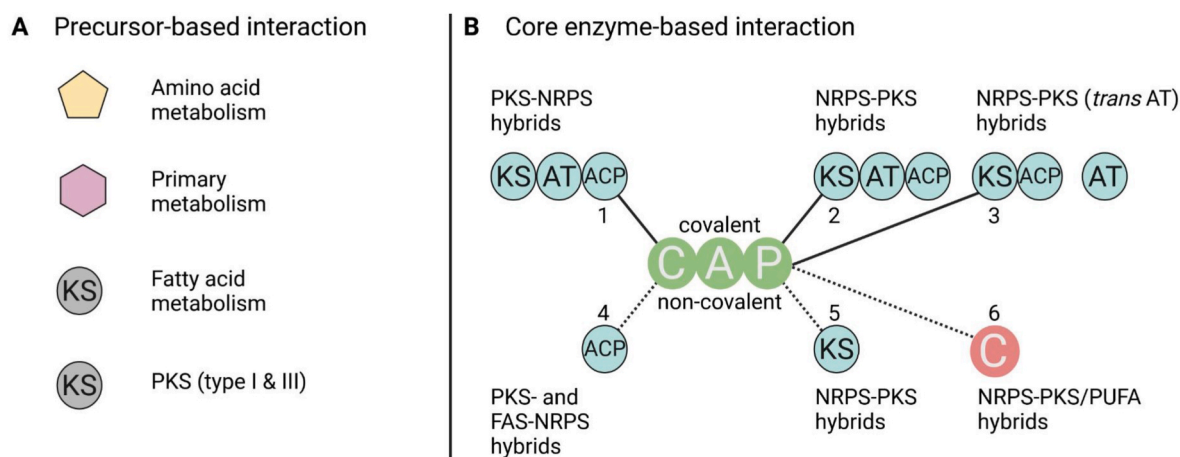 A Precursor-based interaction
Amino acid
metabolism
Primary
metabolism
KS
Fatty acid
metabolism
KS
PKS (type I & III)
B Core enzyme-based interaction
PKS-NRPS
hybrids
NRPS-PKS
hybrids
NRPS-PKS (trans AT)
hybrids
KS AT ACP
KS AT ACP
KS ACP AT
1
2
3
covalent
C A P
non-covalent
4
5
6
ACP
KS
C
PKS- and
FAS-NRPS
hybrids
NRPS-PKS
hybrids
NRPS-PKS/PUFA
hybrids